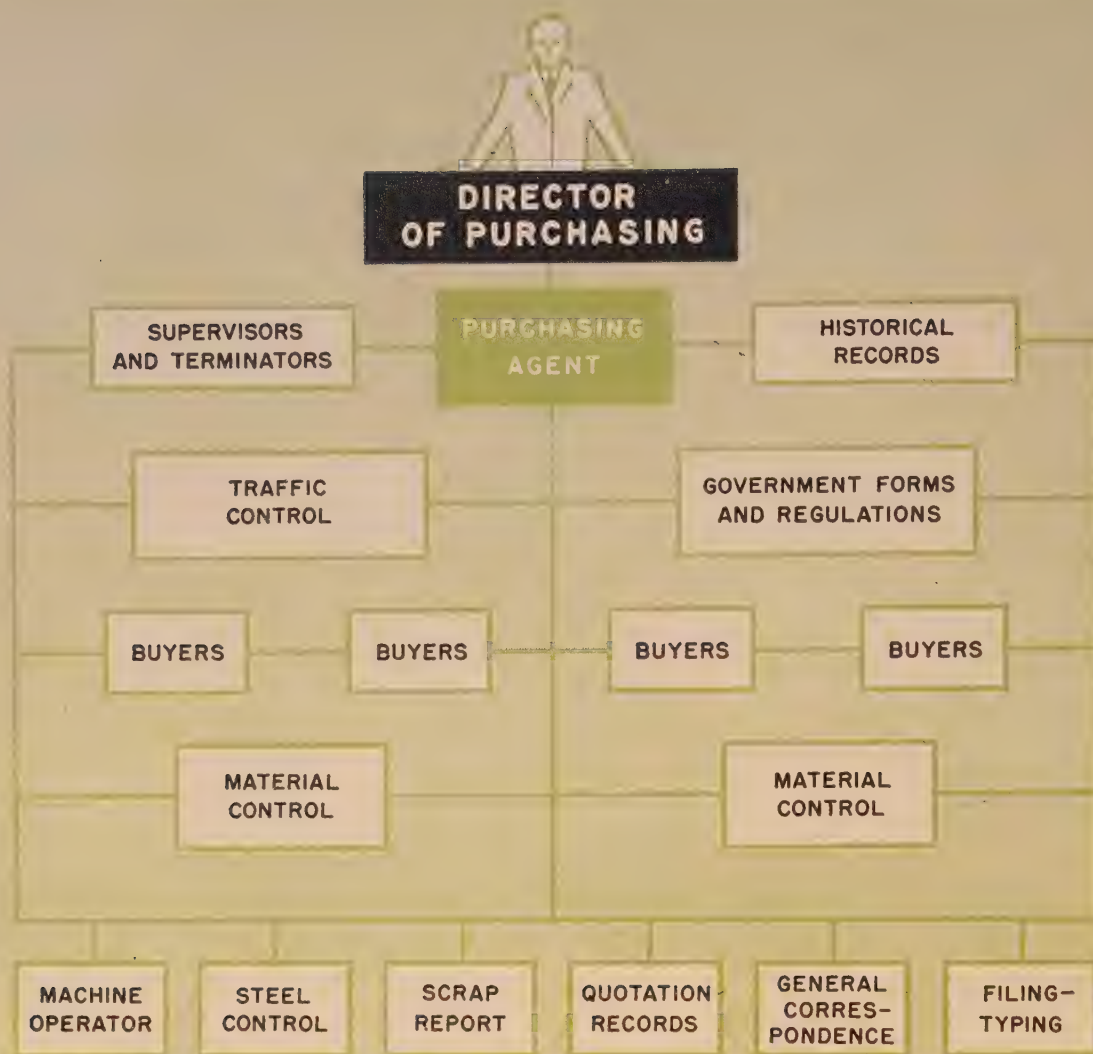 DIRECTOR
OF PURCHASING
SUPERVISORS
AND TERMINATORS
PURCHASING
AGENT
HISTORICAL
RECORDS
TRAFFIC
CONTROL
GOVERNMENT FORMS
AND REGULATIONS
BUYERS
BUYERS
BUYERS
BUYERS
MATERIAL
CONTROL
MATERIAL
CONTROL
MACHINE
OPERATOR
STEEL
CONTROL
SCRAP
REPORT
QUOTATION
RECORDS
GENERAL
CORRES-
PONDENCE
FILING-
TYPING